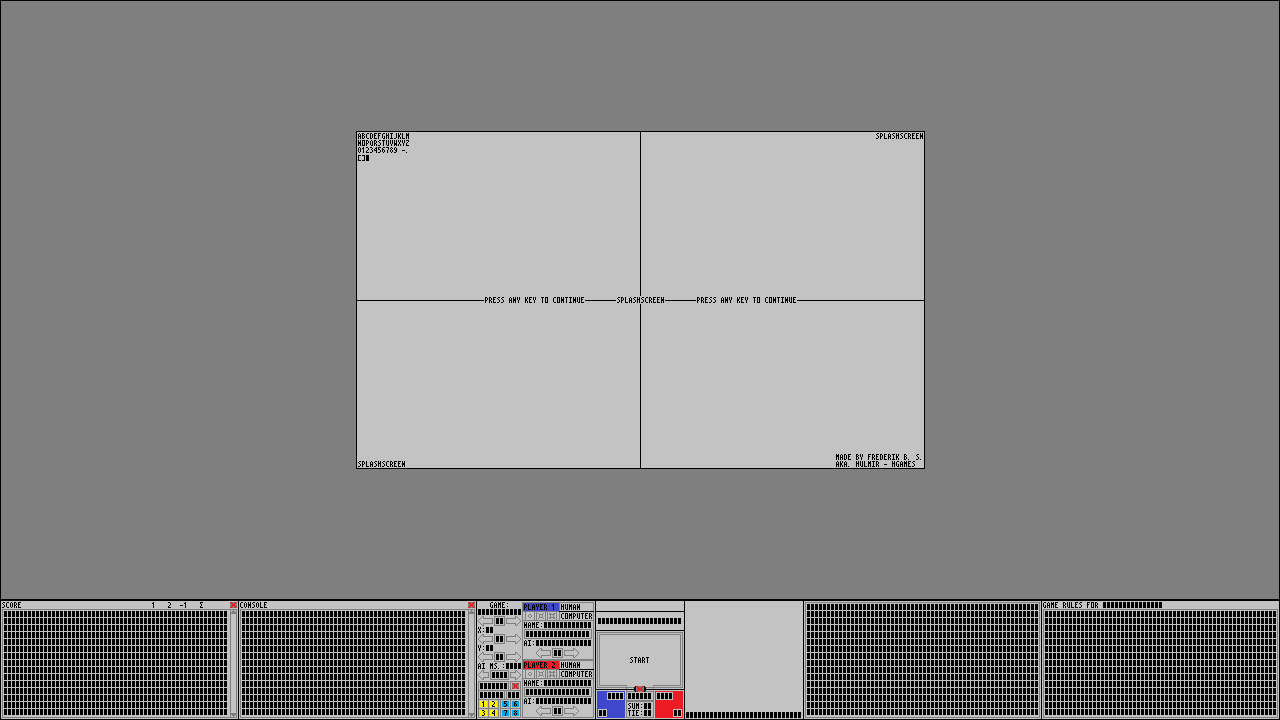 ABCDEFGHIJKLM
NOPQRSTUVWXYZ
0123456789 -.
[]
SPLASHSCREEN
PRESS ANY KEY TO CONTINUE
SPLASHSCREEN
PRESS ANY KEY TO CONTINUE
SPLASHSCREEN
MADE BY FREDERIK B. S.
AKA. HULMIR - HGAMES
SCORE 1 2 -1 Σ
CONSOLE
GAME:
X:
Y:
AI MS.:
1 2 5 6
3 4 7 8
PLAYER 1 HUMAN
COMPUTER
NAME:
AI:
PLAYER 2 HUMAN
COMPUTER
NAME:
AI:
START
SUM:
TIE:
GAME RULES FOR